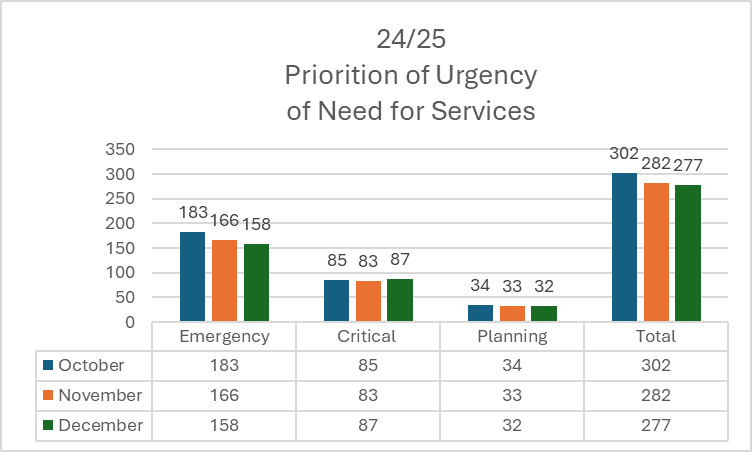 24/25
Priorition of Urgency
of Need for Services
350
300
250
200
150
100
50
0
183 166 158
85 83 87
34 33 32
302 282 277
Emergency Critical Planning Total
October 183 85 34 302
November 166 83 33 282
December 158 87 32 277